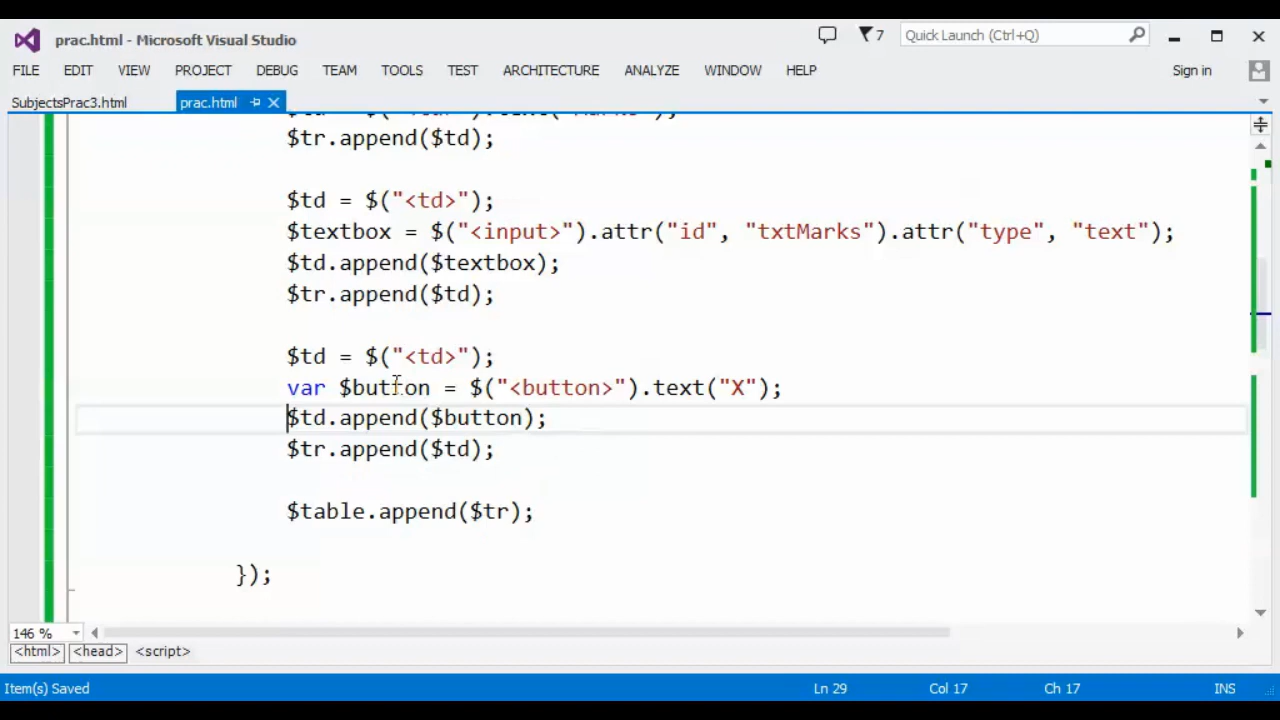 prac.html - Microsoft Visual Studio
7
Quick Launch (Ctrl+Q)
FILE EDIT VIEW PROJECT DEBUG TEAM TOOLS TEST ARCHITECTURE ANALYZE WINDOW HELP Sign in
SubjectsPrac3.html prac.html
$tr.append($td);
$td = $("<td>");
$textbox = $("<input>").attr("id", "txtMarks").attr("type", "text");
$td.append($textbox);
$tr.append($td);
$td = $("<td>");
var $button = $("<button>").text("X");
$td.append($button);
$tr.append($td);
$table.append($tr);
});
146 %
<html> <head> <script>
Item(s) Saved Ln 29 Col 17 Ch 17 INS